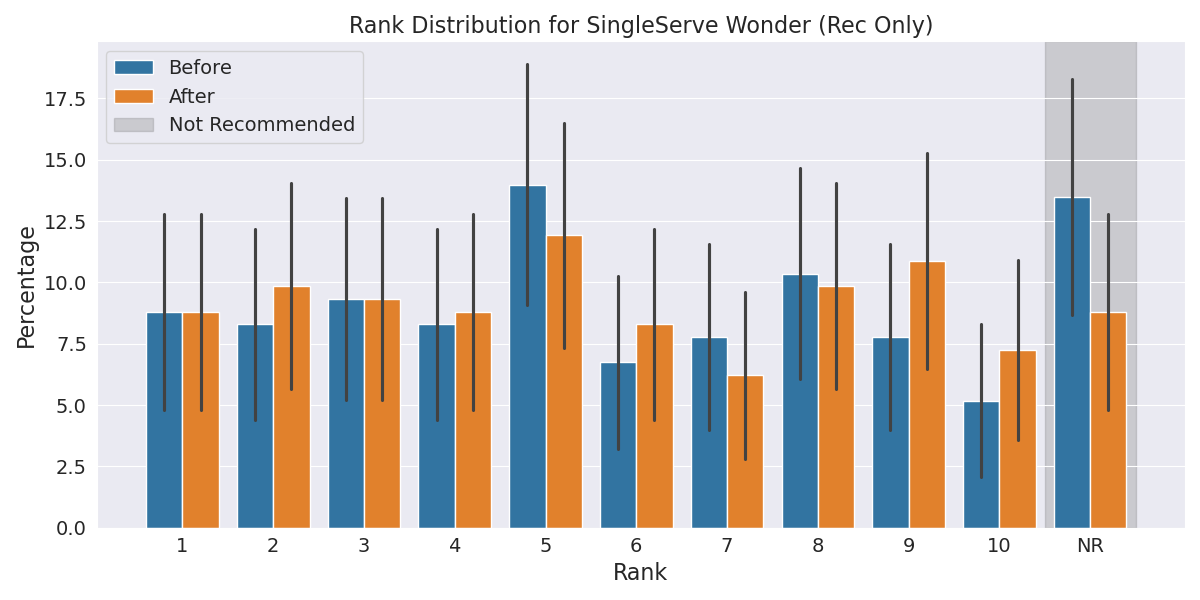 Rank Distribution for SingleServe Wonder (Rec Only)
Before
After
Not Recommended
Percentage
17.5
15.0
12.5
10.0
7.5
5.0
2.5
0.0
1 2 3 4 5 6 7 8 9 10 NR
Rank